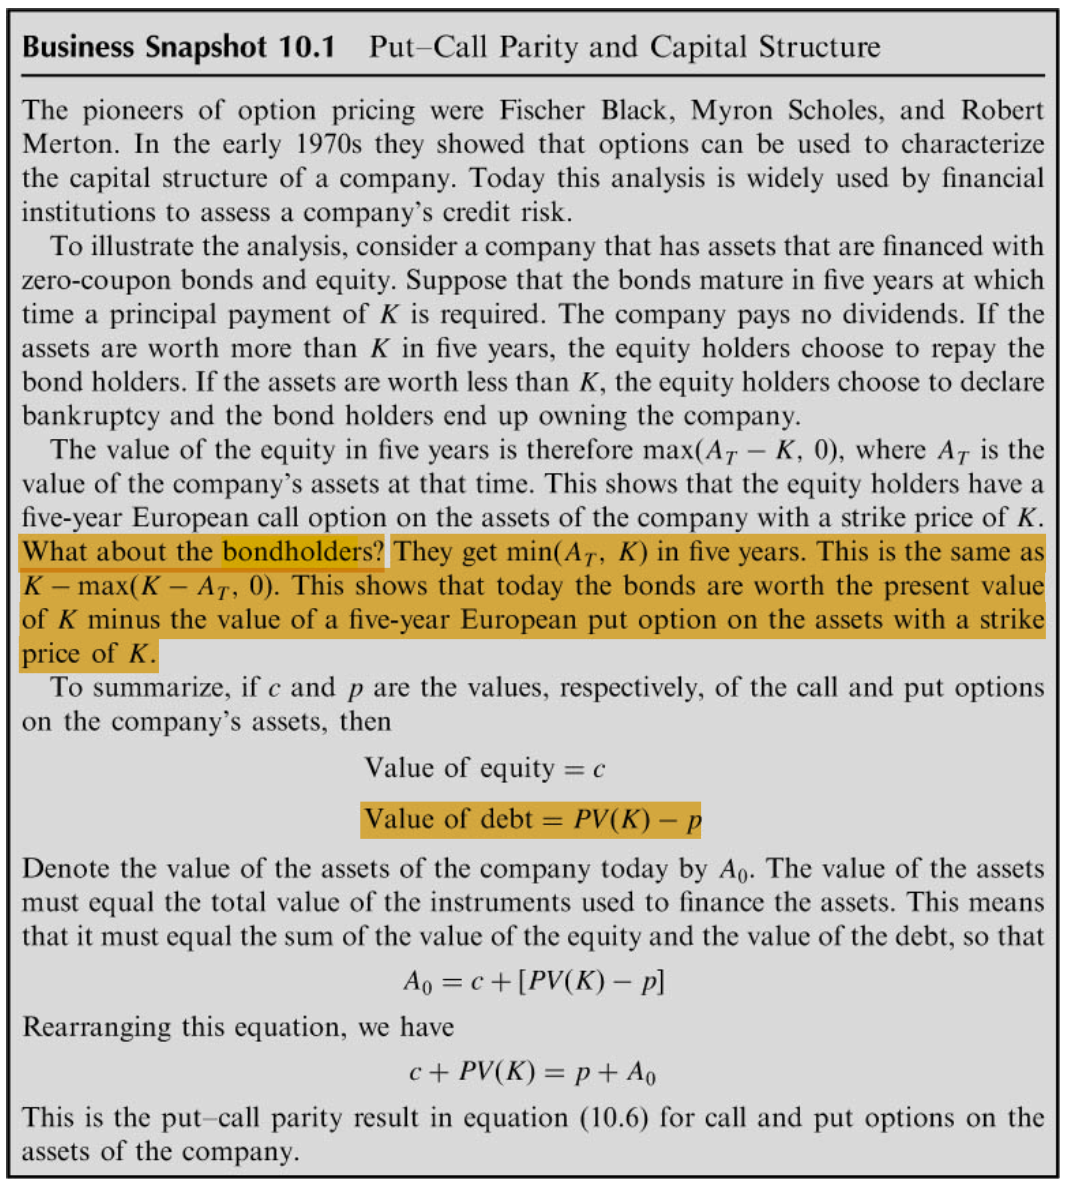 Business Snapshot 10.1 Put–Call Parity and Capital Structure
The pioneers of option pricing were Fischer Black, Myron Scholes, and Robert
Merton. In the early 1970s they showed that options can be used to characterize
the capital structure of a company. Today this analysis is widely used by financial
institutions to assess a company's credit risk.
To illustrate the analysis, consider a company that has assets that are financed with
zero-coupon bonds and equity. Suppose that the bonds mature in five years at which
time a principal payment of K is required. The company pays no dividends. If the
assets are worth more than K in five years, the equity holders choose to repay the
bond holders. If the assets are worth less than K, the equity holders choose to declare
bankruptcy and the bond holders end up owning the company.
The value of the equity in five years is therefore max(A_T − K, 0), where A_T is the
value of the company's assets at that time. This shows that the equity holders have a
five-year European call option on the assets of the company with a strike price of K.
What about the bondholders? They get min(A_T, K) in five years. This is the same as
K − max(K − A_T, 0). This shows that today the bonds are worth the present value
of K minus the value of a five-year European put option on the assets with a strike
price of K.
To summarize, if c and p are the values, respectively, of the call and put options
on the company's assets, then
Value of equity = c
Value of debt = PV(K) − p
Denote the value of the assets of the company today by A₀. The value of the assets
must equal the total value of the instruments used to finance the assets. This means
that it must equal the sum of the value of the equity and the value of the debt, so that
A₀ = c + [PV(K) − p]
Rearranging this equation, we have
c + PV(K) = p + A₀
This is the put–call parity result in equation (10.6) for call and put options on the
assets of the company.